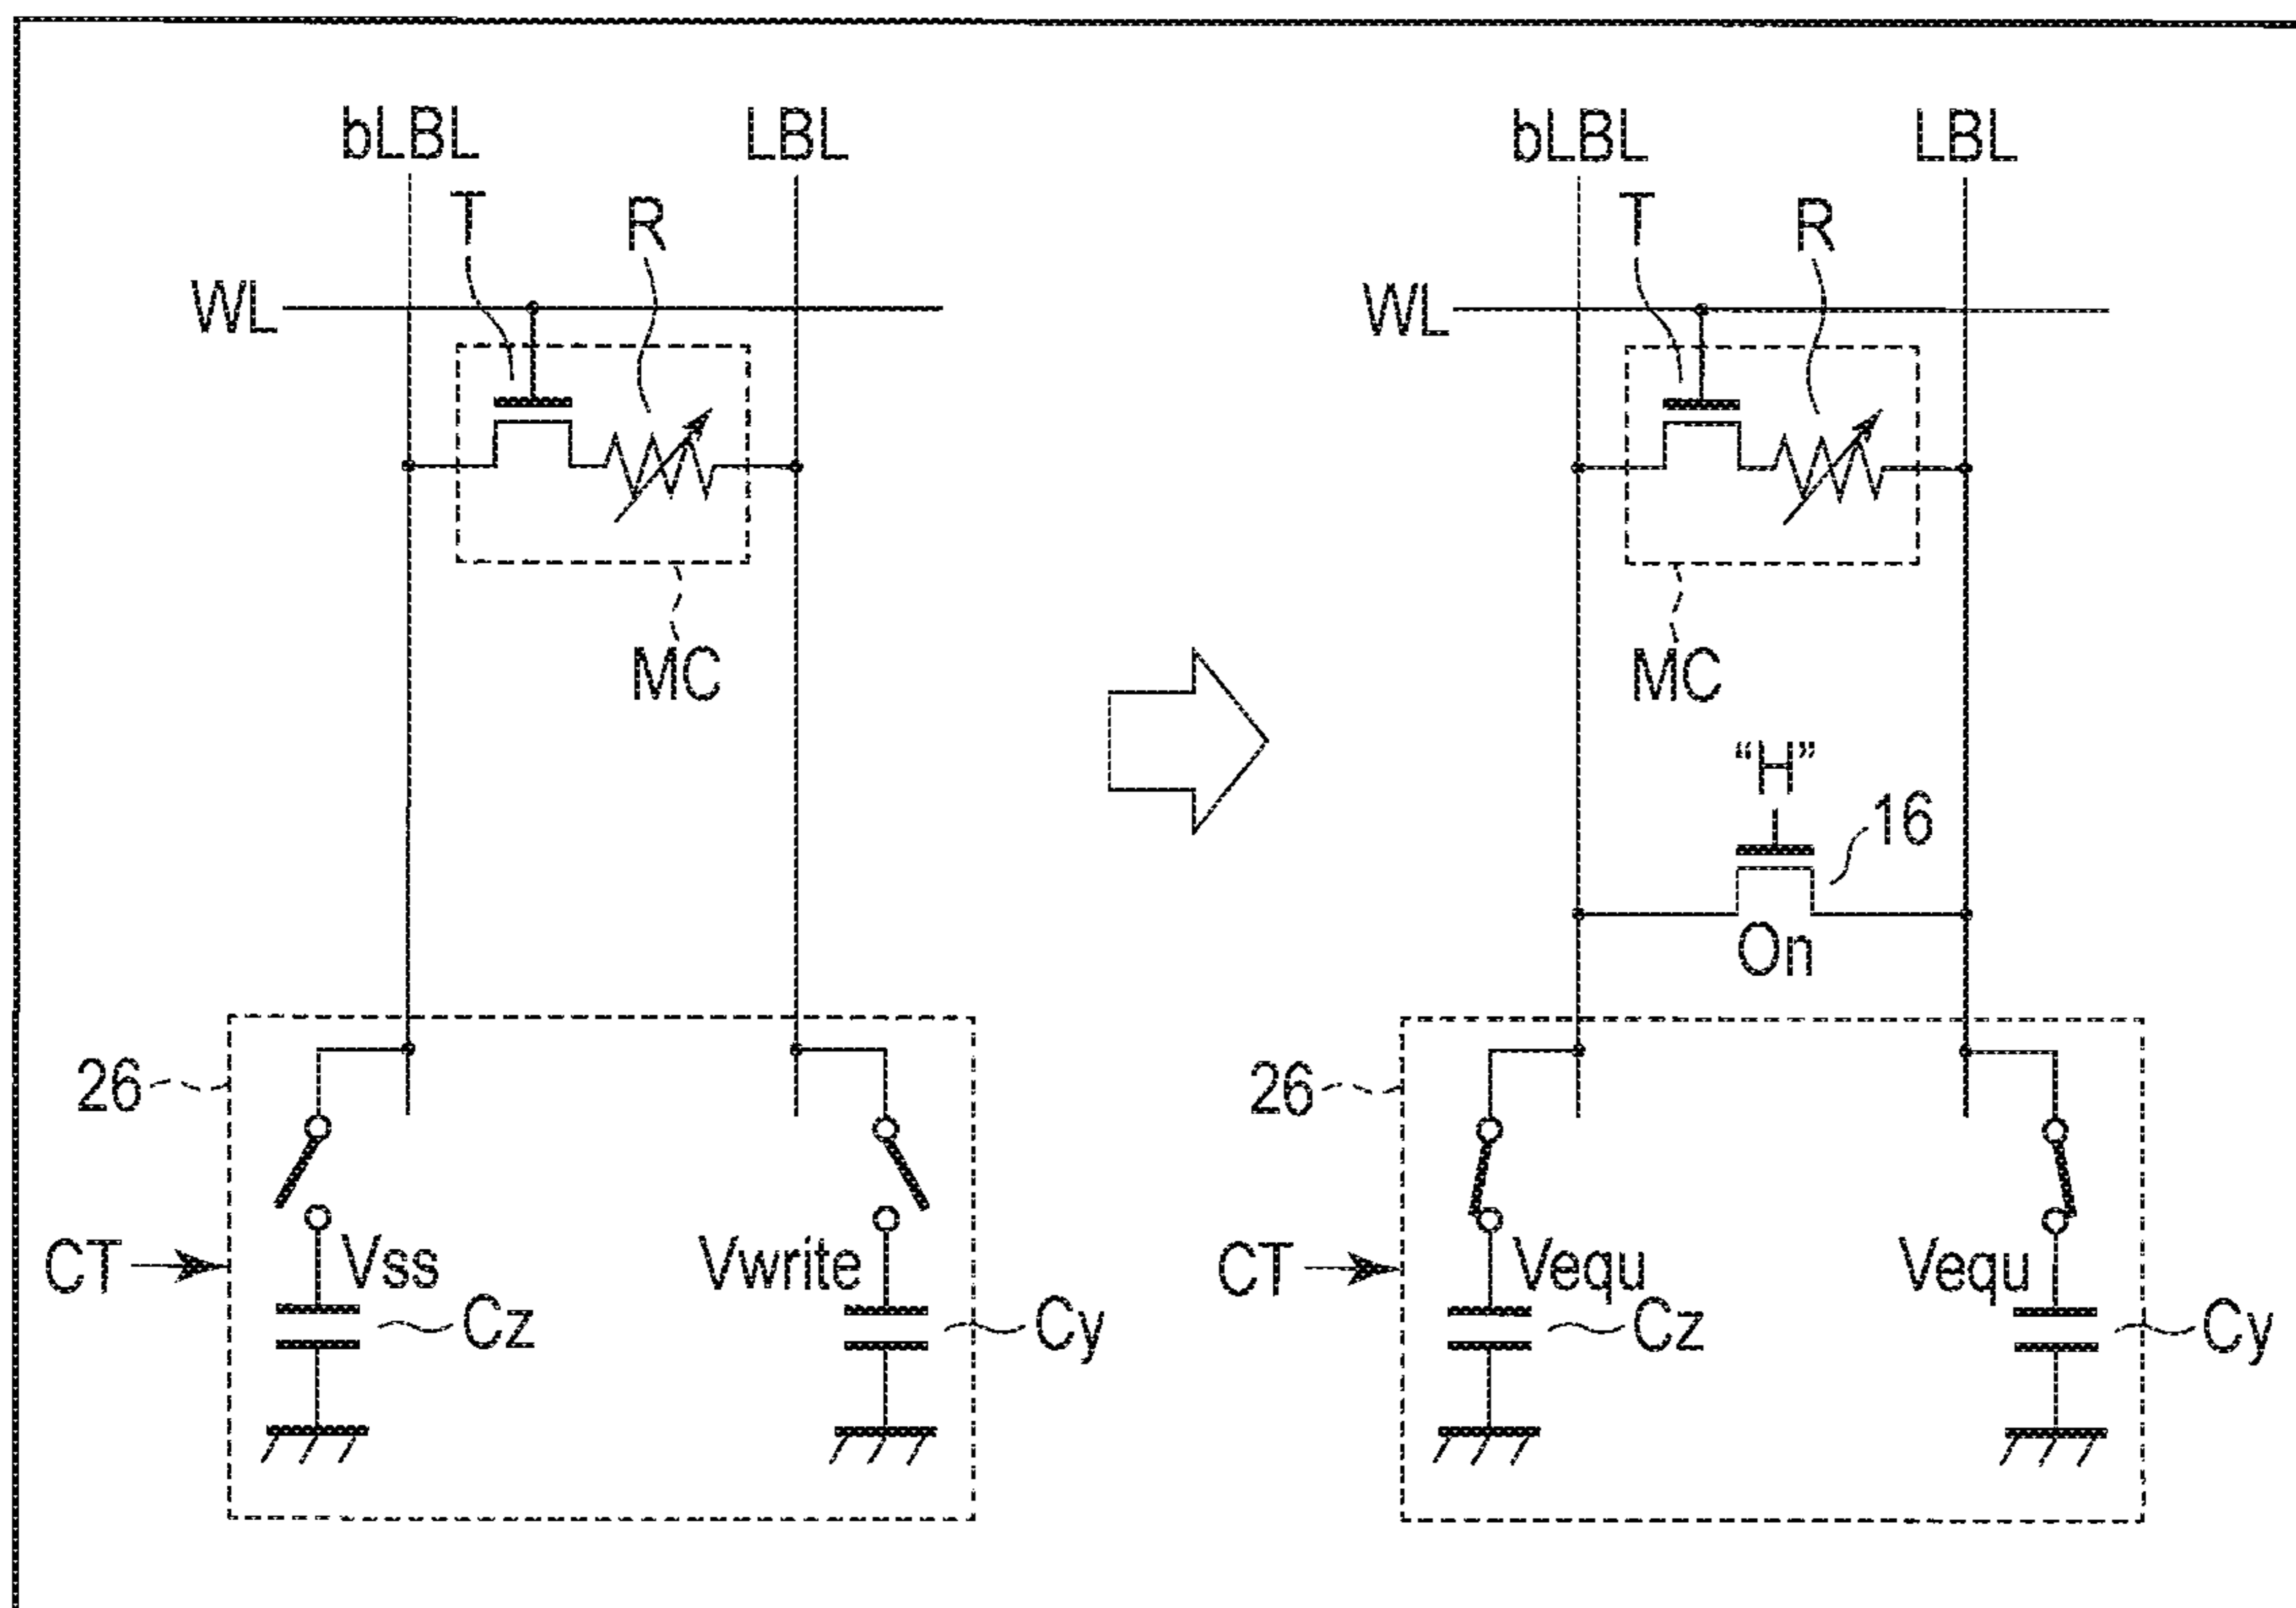 bLBL LBL bLBL LBL
T R T R
WL WL
MC MC
“H”
16
On
26 26
CT Vss Vwrite CT Vequ Vequ
Cz Cy Cz Cy